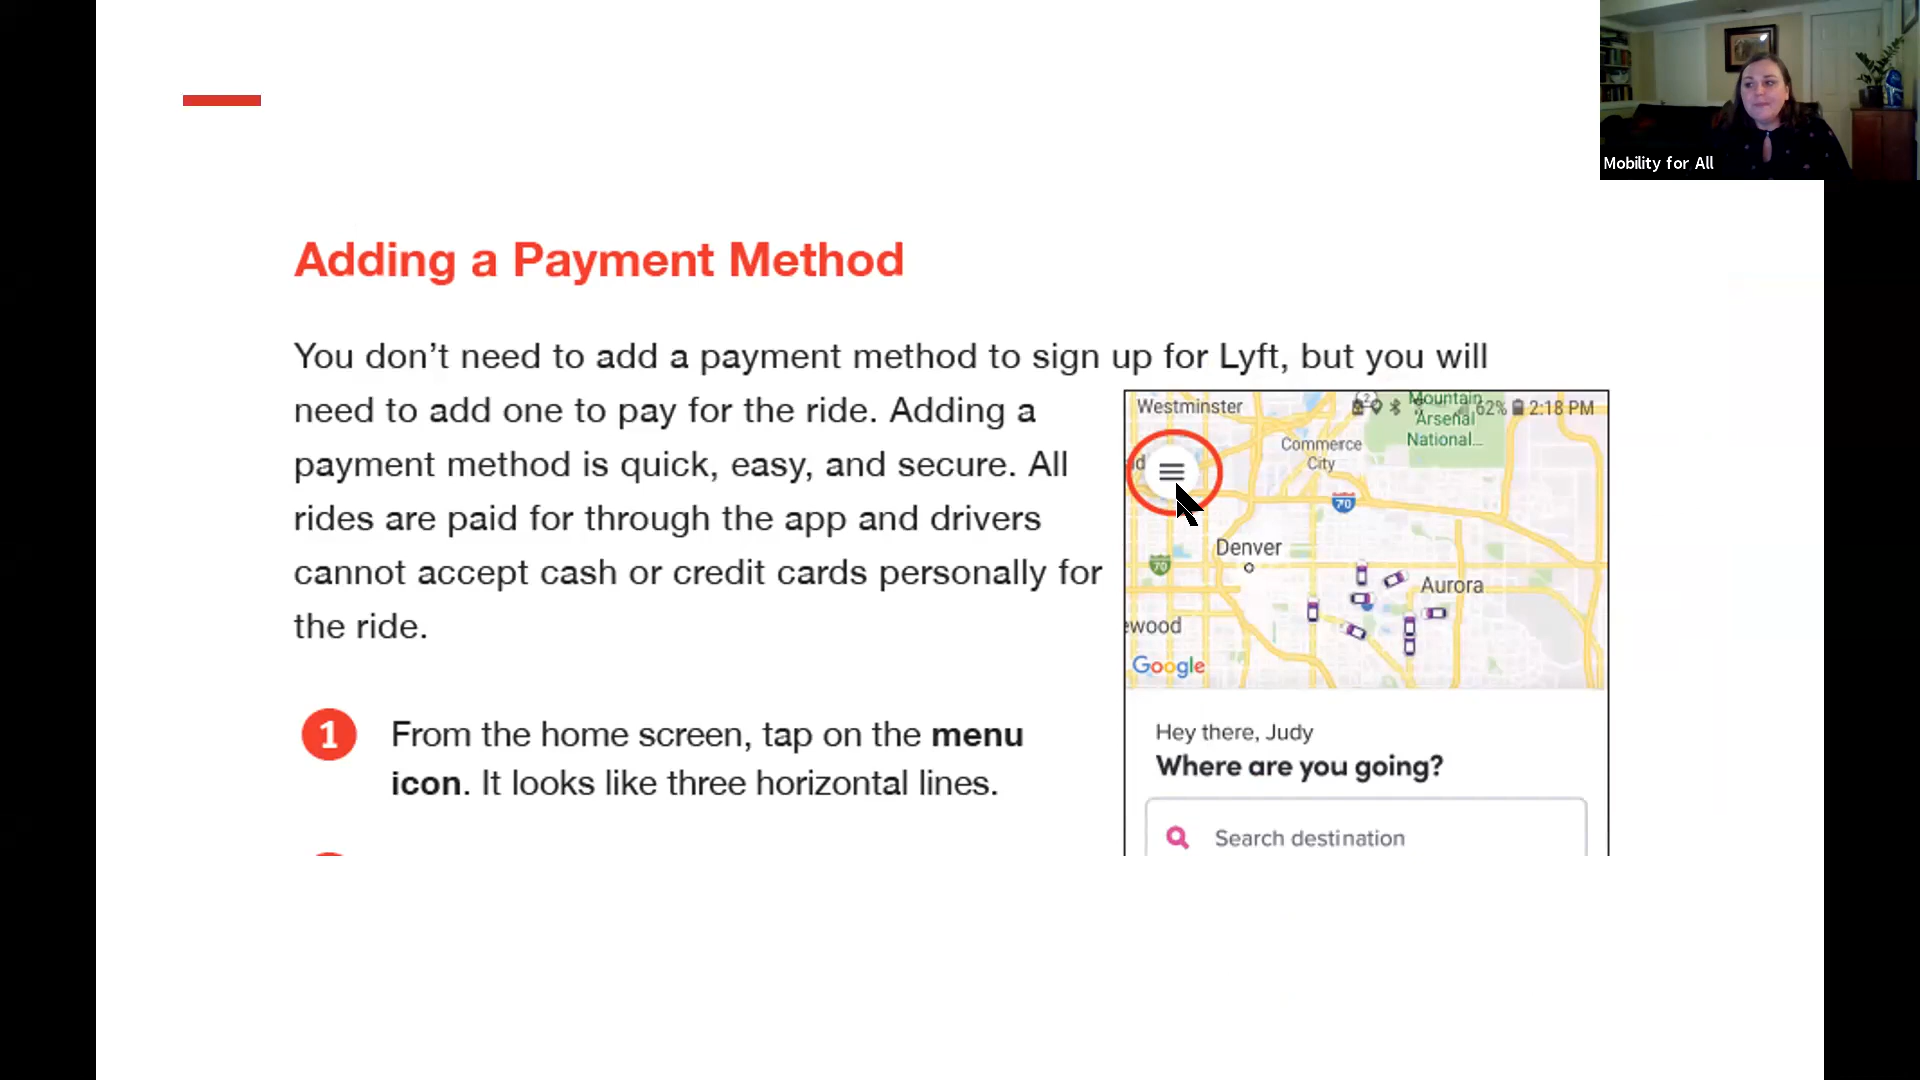 Mobility for All
Adding a Payment Method
You don’t need to add a payment method to sign up for Lyft, but you will
need to add one to pay for the ride. Adding a
payment method is quick, easy, and secure. All
rides are paid for through the app and drivers
cannot accept cash or credit cards personally for
the ride.
1 From the home screen, tap on the menu
icon. It looks like three horizontal lines.
Westminster
62% 2:18 PM
Mountain
Arsenal
National...
Commerce
City
70
Denver
70
Aurora
ewood
Google
Hey there, Judy
Where are you going?
Search destination